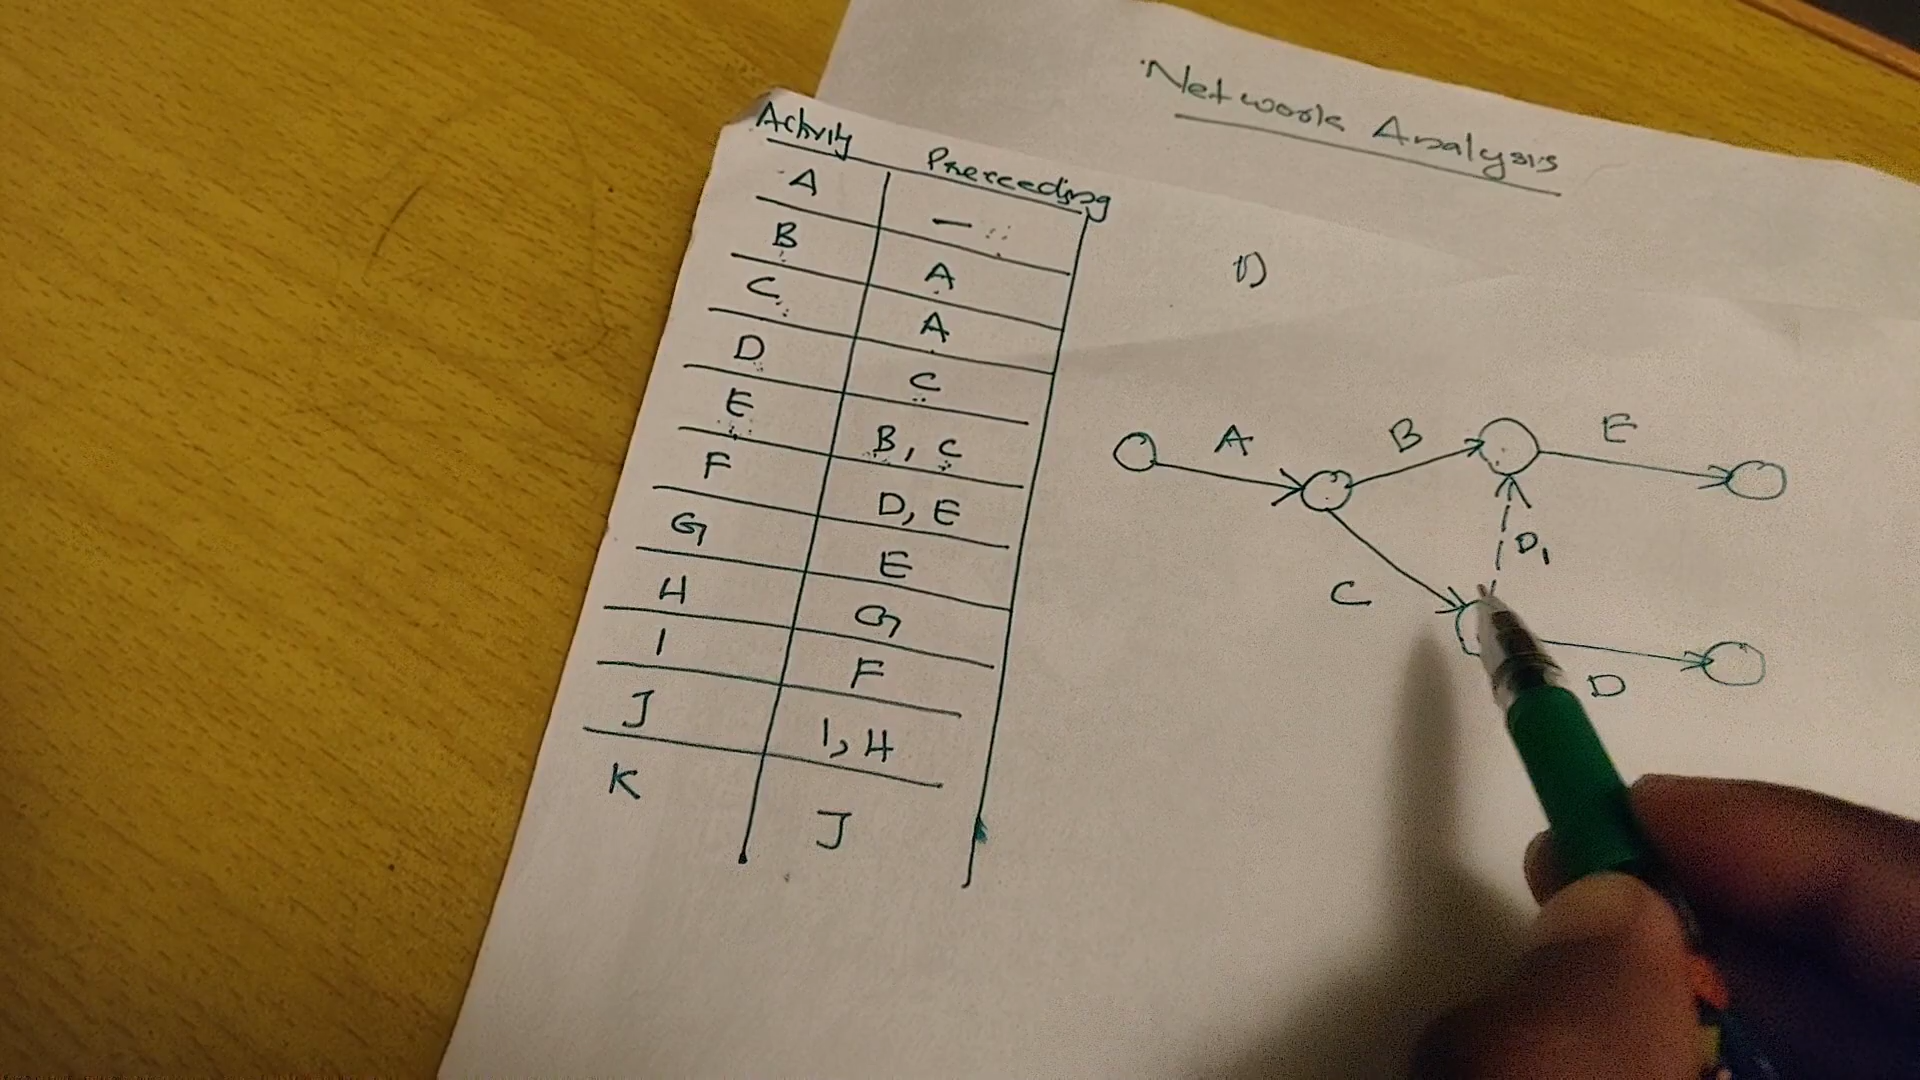 Network Analysis
Activity Preceeding
A —
B A
C A
D C
E B, C
F D, E
G E
H G
I F
J I, H
K J
1)
A B E
D1
C
D